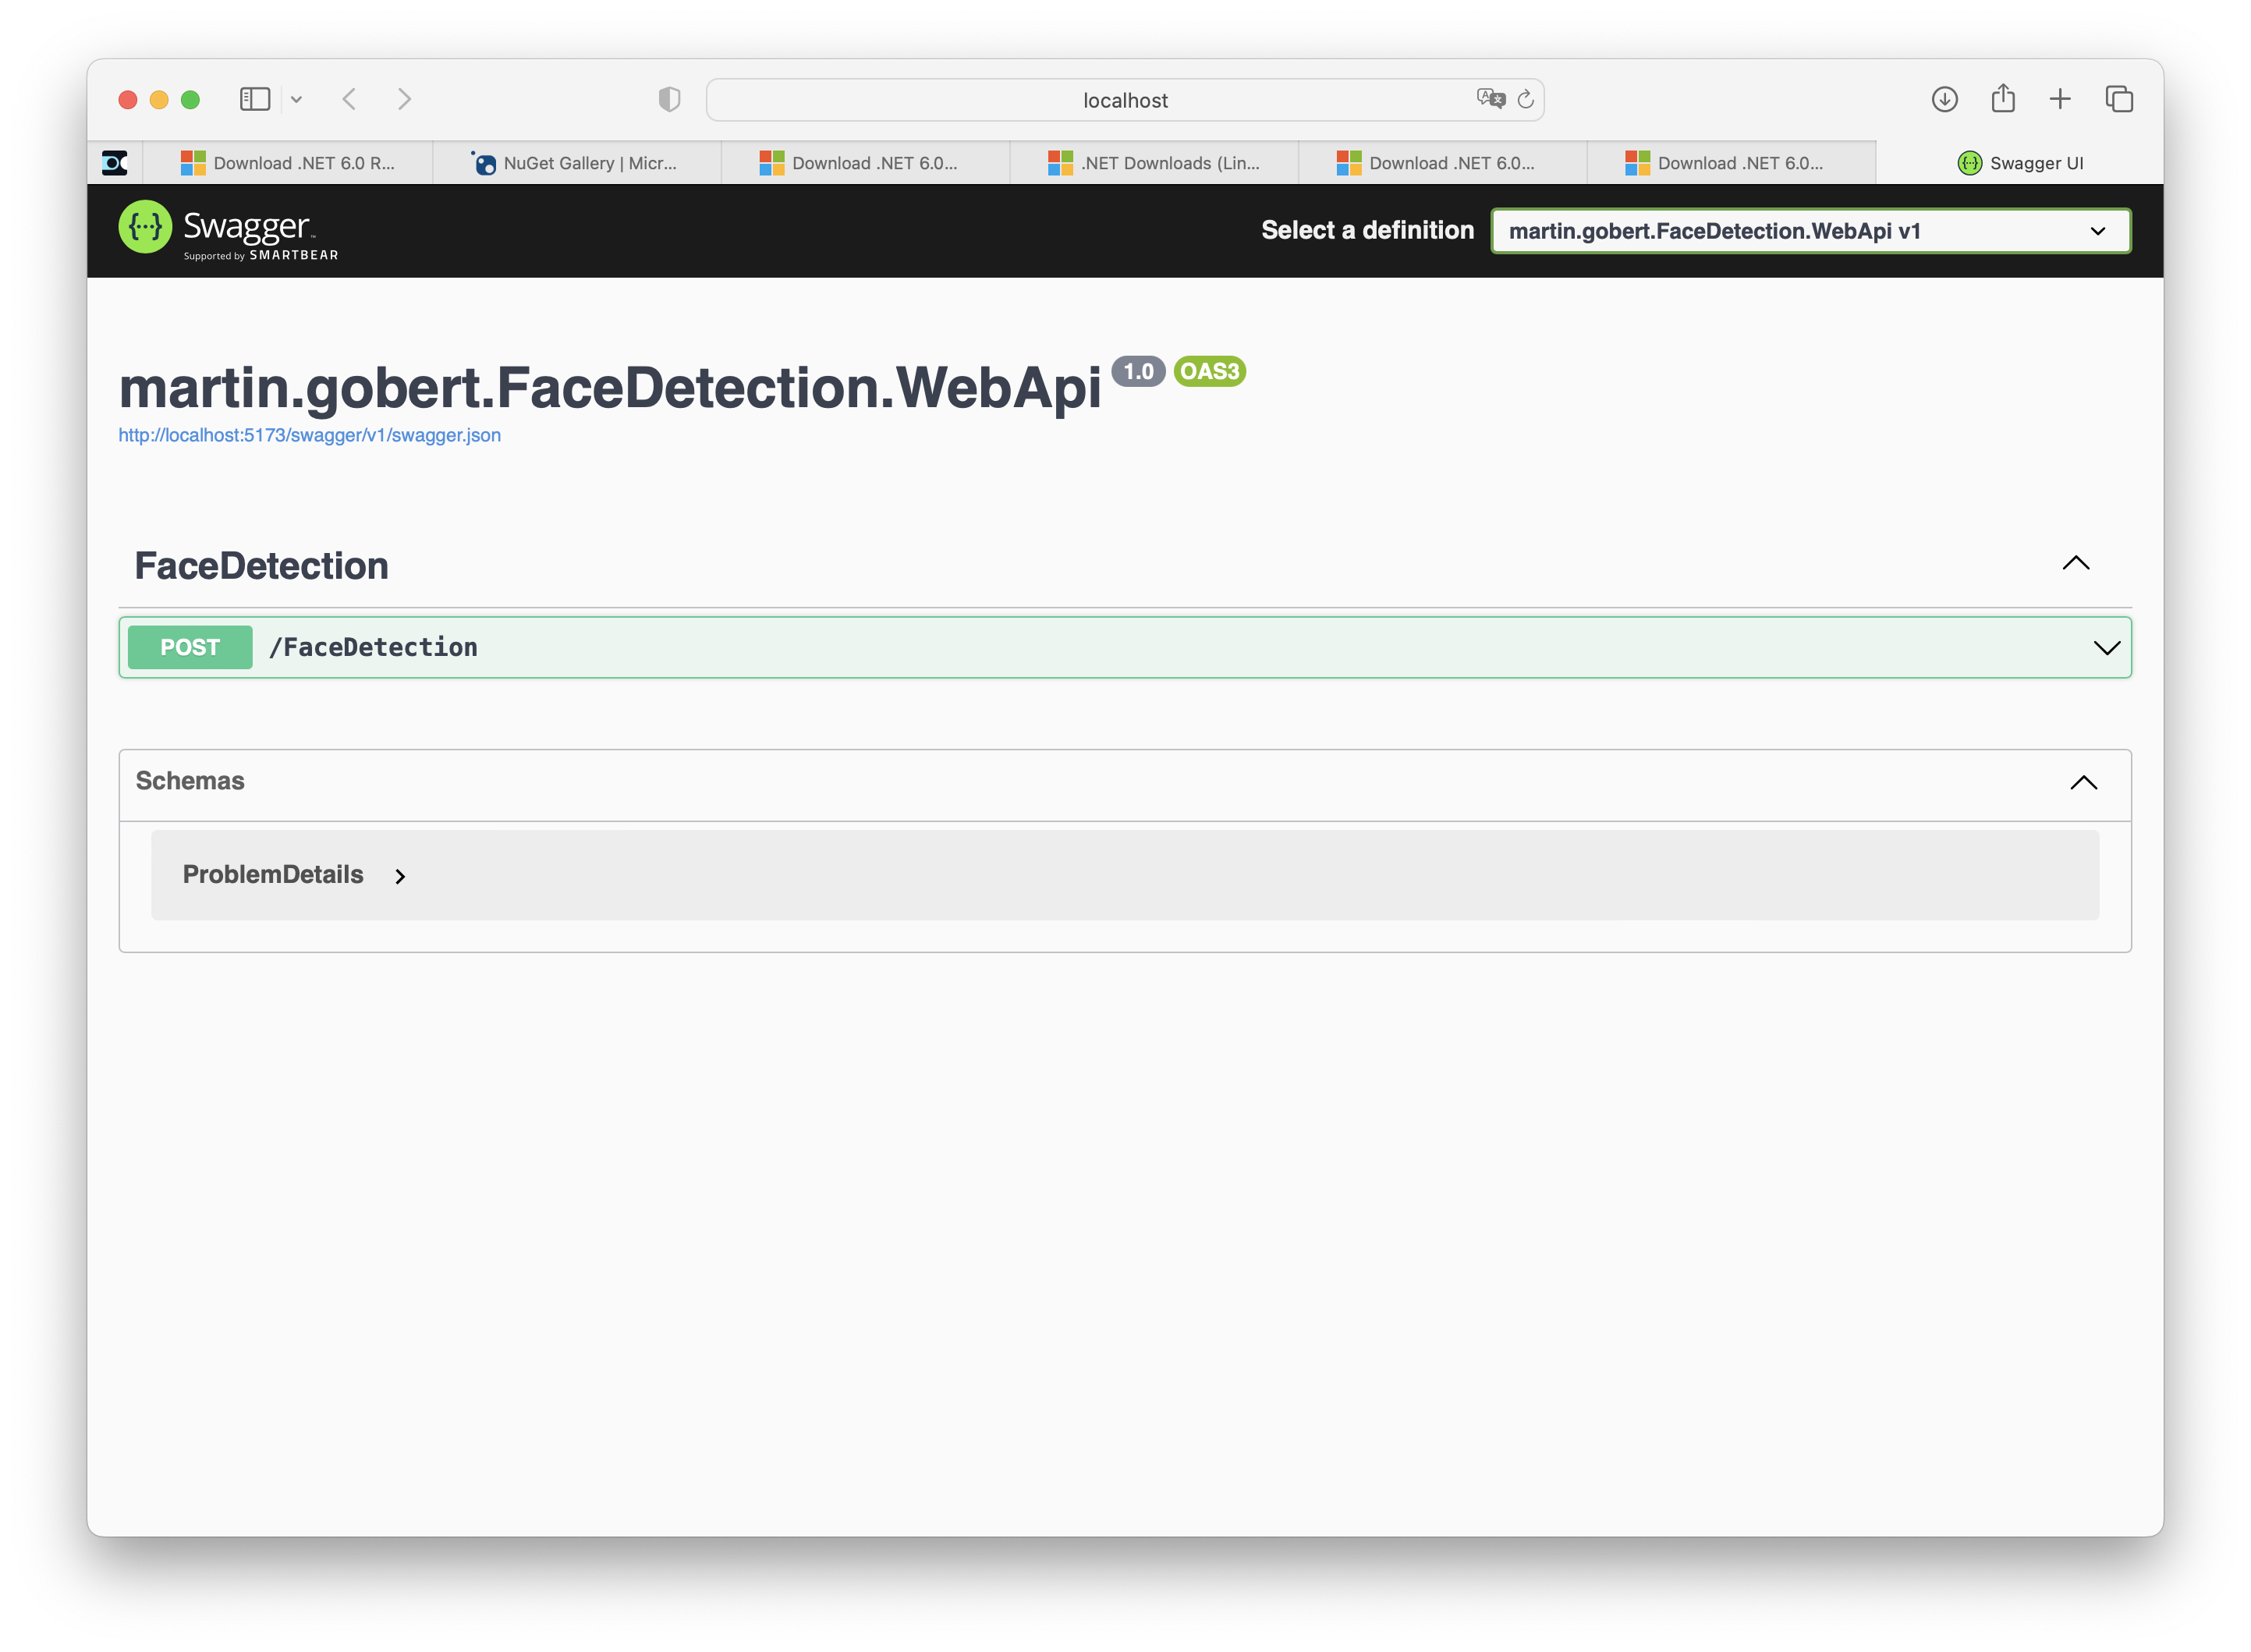 localhost
Download .NET 6.0 R...
NuGet Gallery | Micr...
Download .NET 6.0...
.NET Downloads (Lin...
Download .NET 6.0...
Download .NET 6.0...
Swagger UI
Swagger™
Supported by SMARTBEAR
Select a definition
martin.gobert.FaceDetection.WebApi v1
martin.gobert.FaceDetection.WebApi 1.0 OAS3
http://localhost:5173/swagger/v1/swagger.json
FaceDetection
POST /FaceDetection
Schemas
ProblemDetails